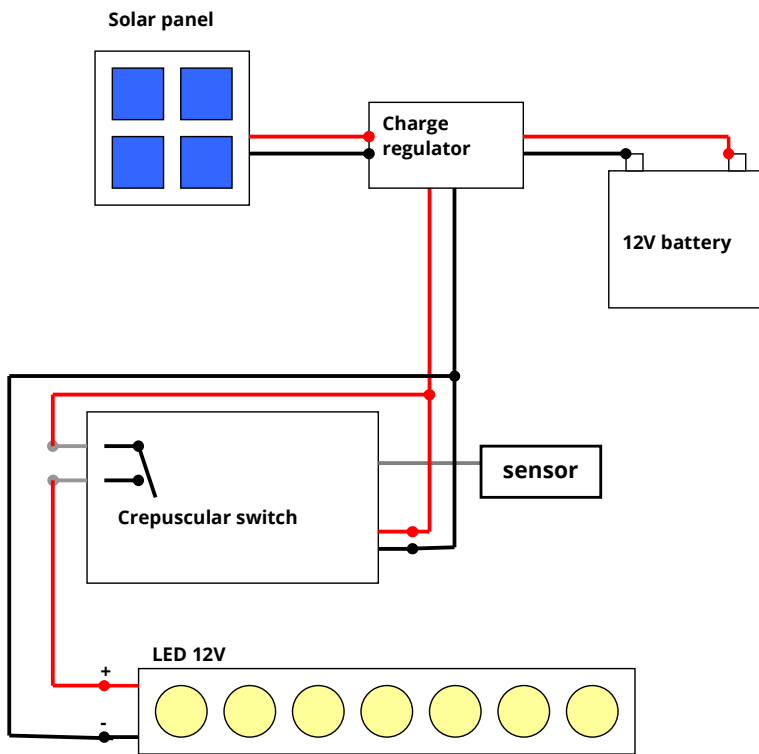 Solar panel
Charge
regulator
12V battery
sensor
Crepuscular switch
LED 12V
+
-